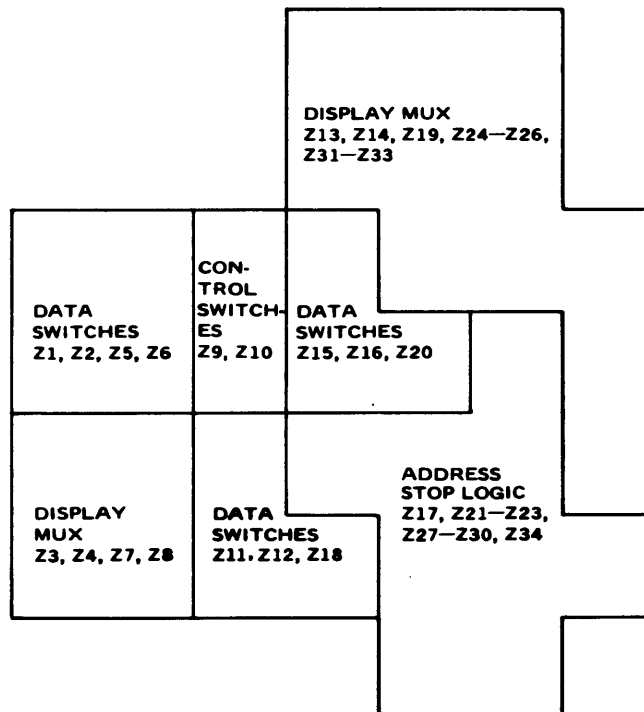 DISPLAY MUX
Z13, Z14, Z19, Z24—Z26,
Z31—Z33
DATA
SWITCHES
Z1, Z2, Z5, Z6
CON-
TROL
SWITCH-
ES
Z9, Z10
DATA
SWITCHES
Z15, Z16, Z20
DISPLAY
MUX
Z3, Z4, Z7, Z8
DATA
SWITCHES
Z11, Z12, Z18
ADDRESS
STOP LOGIC
Z17, Z21—Z23,
Z27—Z30, Z34